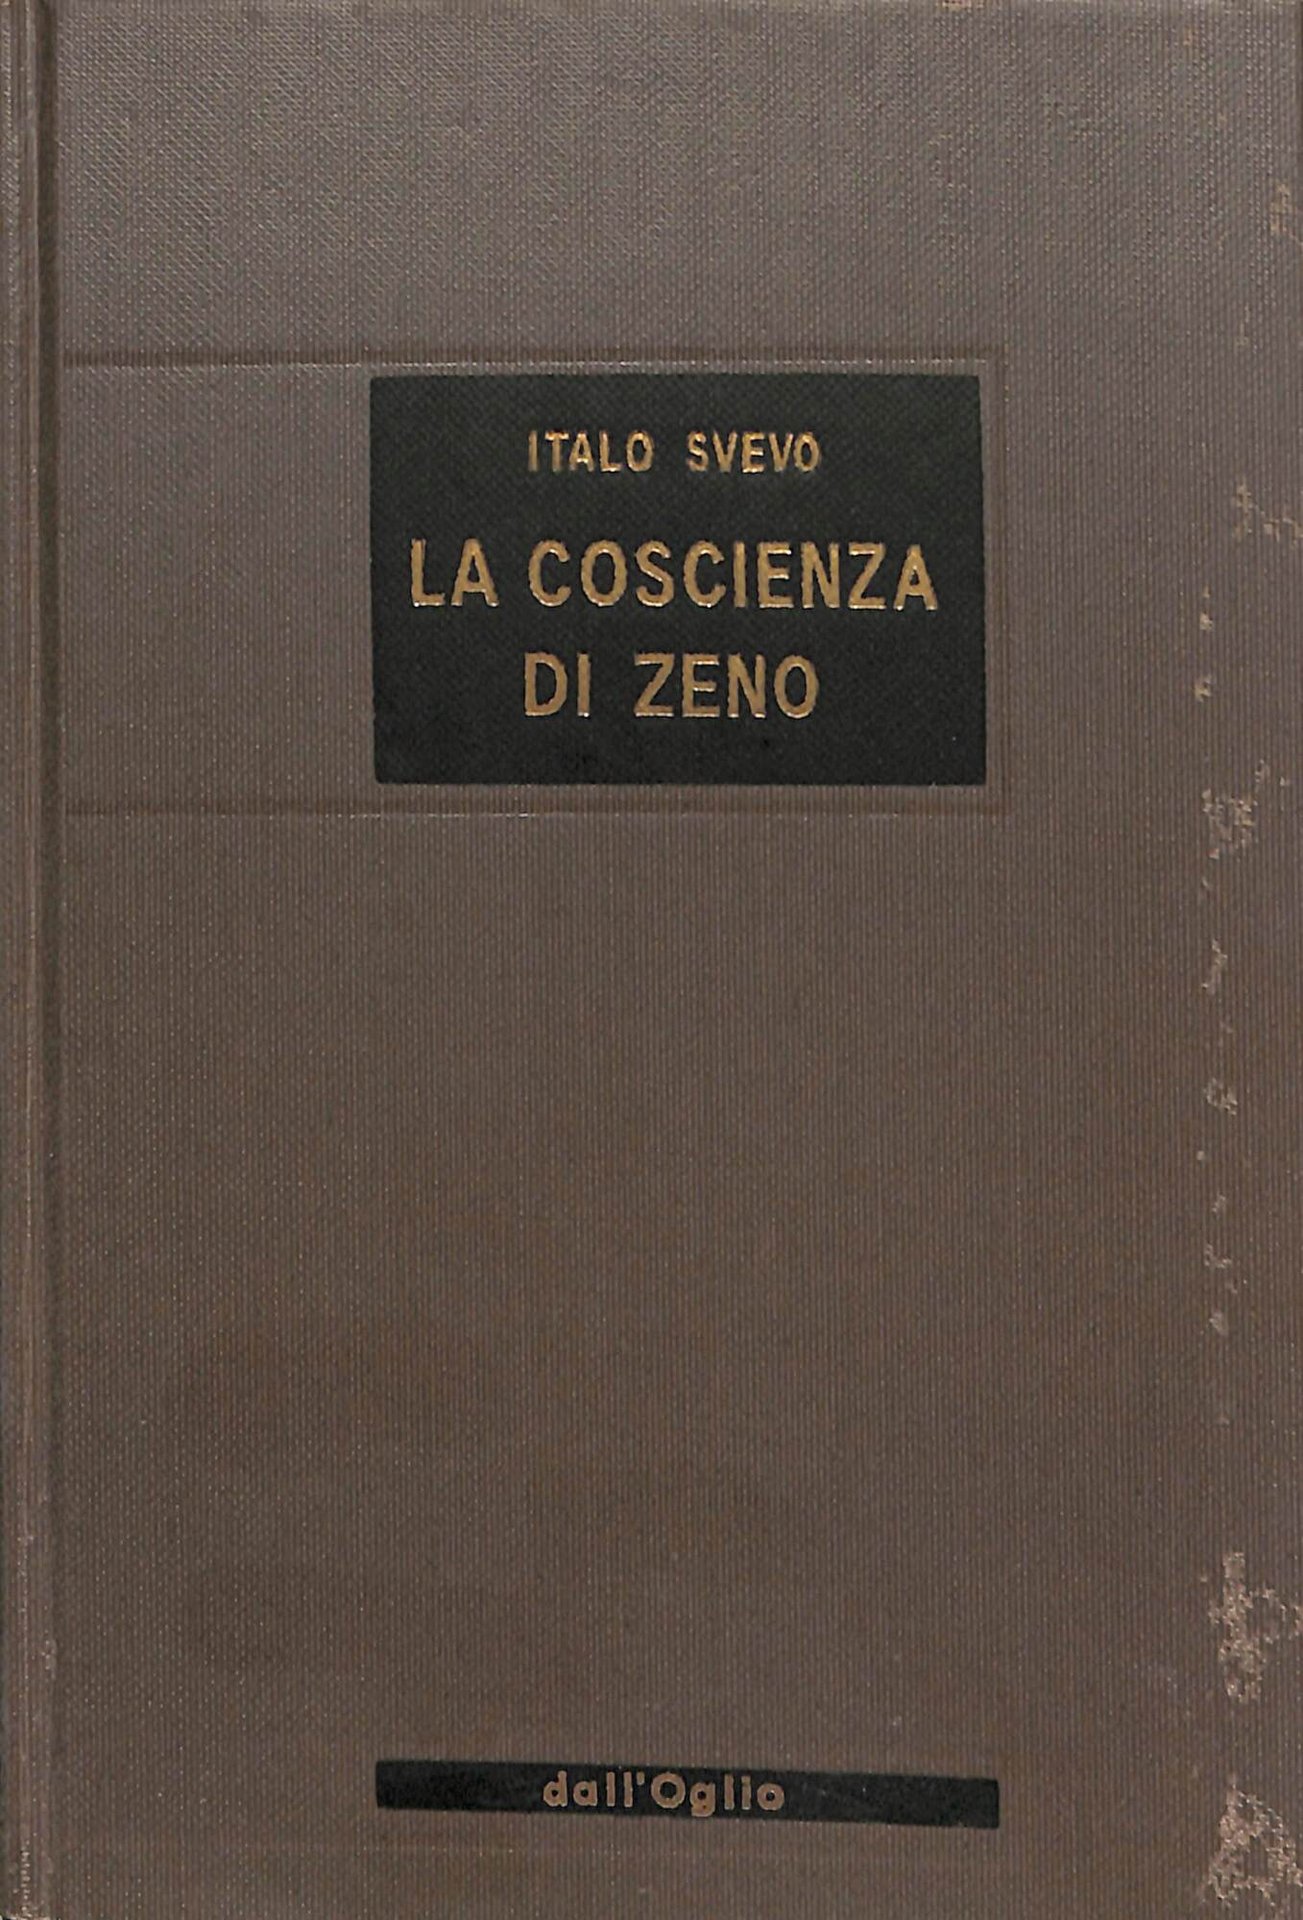 ITALO SVEVO
LA COSCIENZA
DI ZENO
dall'Oglio